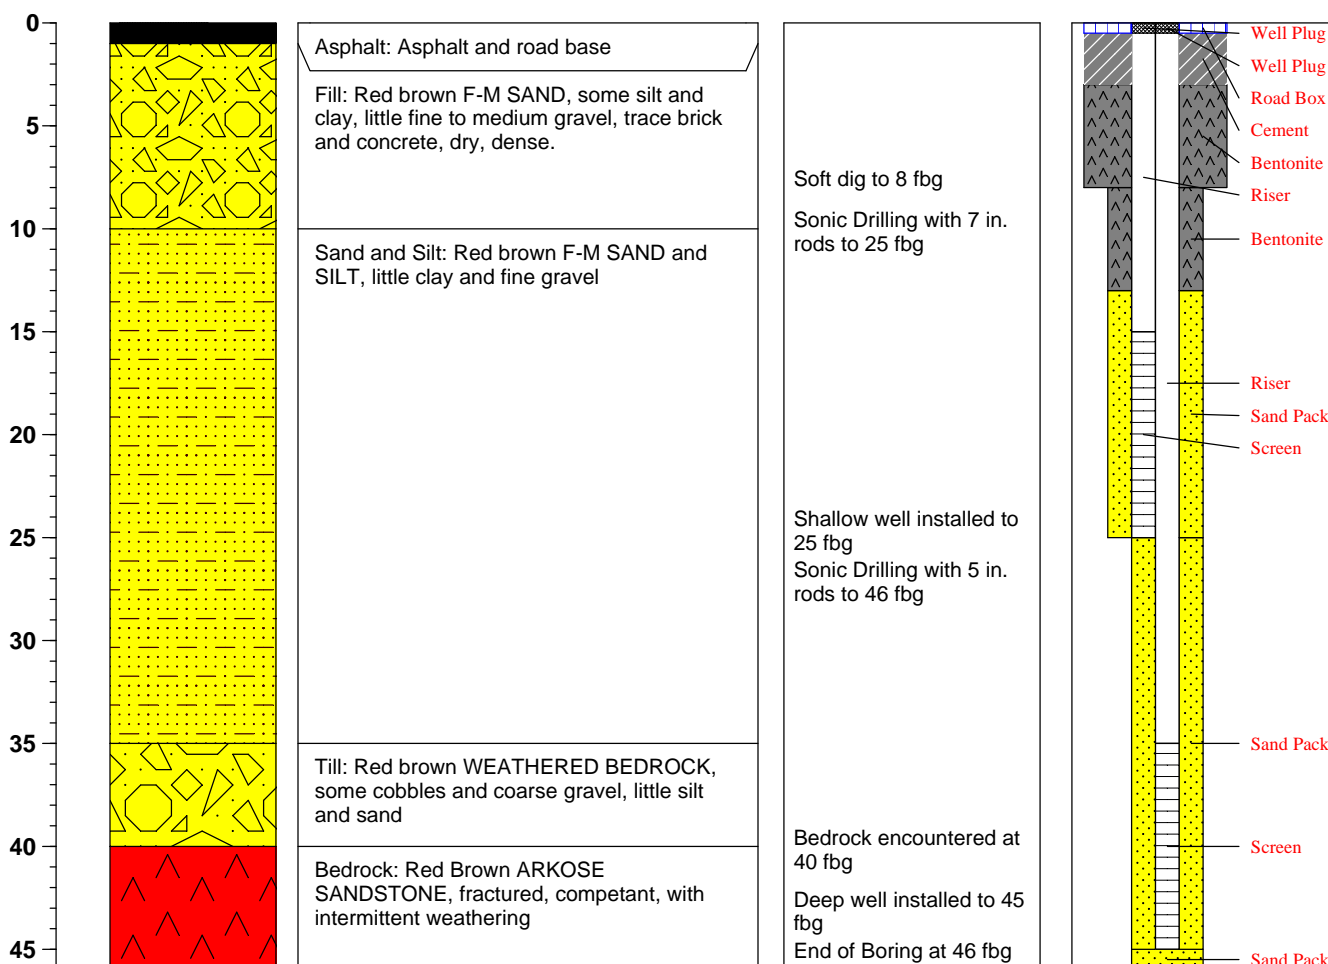 0
5
10
15
20
25
30
35
40
45
Asphalt: Asphalt and road base
Fill: Red brown F-M SAND, some silt and
clay, little fine to medium gravel, trace brick
and concrete, dry, dense.
Sand and Silt: Red brown F-M SAND and
SILT, little clay and fine gravel
Till: Red brown WEATHERED BEDROCK,
some cobbles and coarse gravel, little silt
and sand
Bedrock: Red Brown ARKOSE
SANDSTONE, fractured, competant, with
intermittent weathering
Soft dig to 8 fbg
Sonic Drilling with 7 in.
rods to 25 fbg
Shallow well installed to
25 fbg
Sonic Drilling with 5 in.
rods to 46 fbg
Bedrock encountered at
40 fbg
Deep well installed to 45
fbg
End of Boring at 46 fbg
Well Plug
Well Plug
Road Box
Cement
Bentonite
Riser
Bentonite
Riser
Sand Pack
Screen
Sand Pack
Screen
Sand Pack